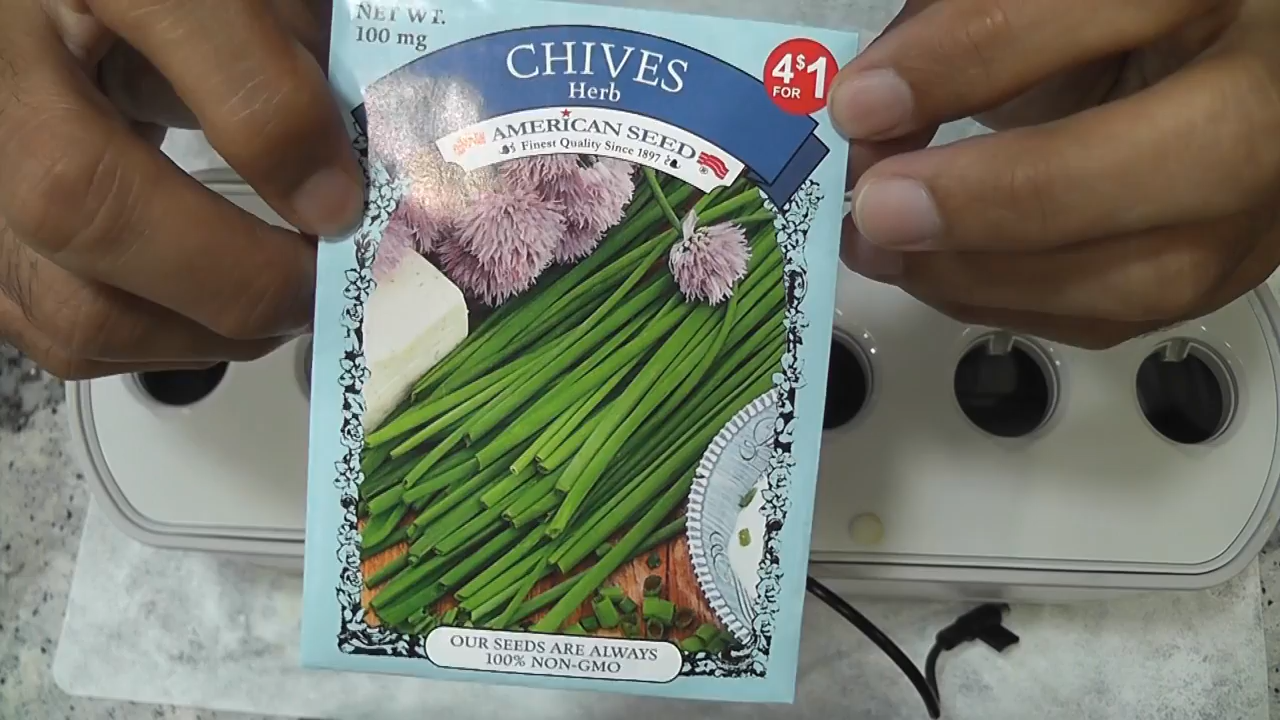 NET WT.
100 mg
CHIVES
Herb
4 $1
FOR
AMERICAN SEED
Finest Quality Since 1897
®
OUR SEEDS ARE ALWAYS
100% NON-GMO